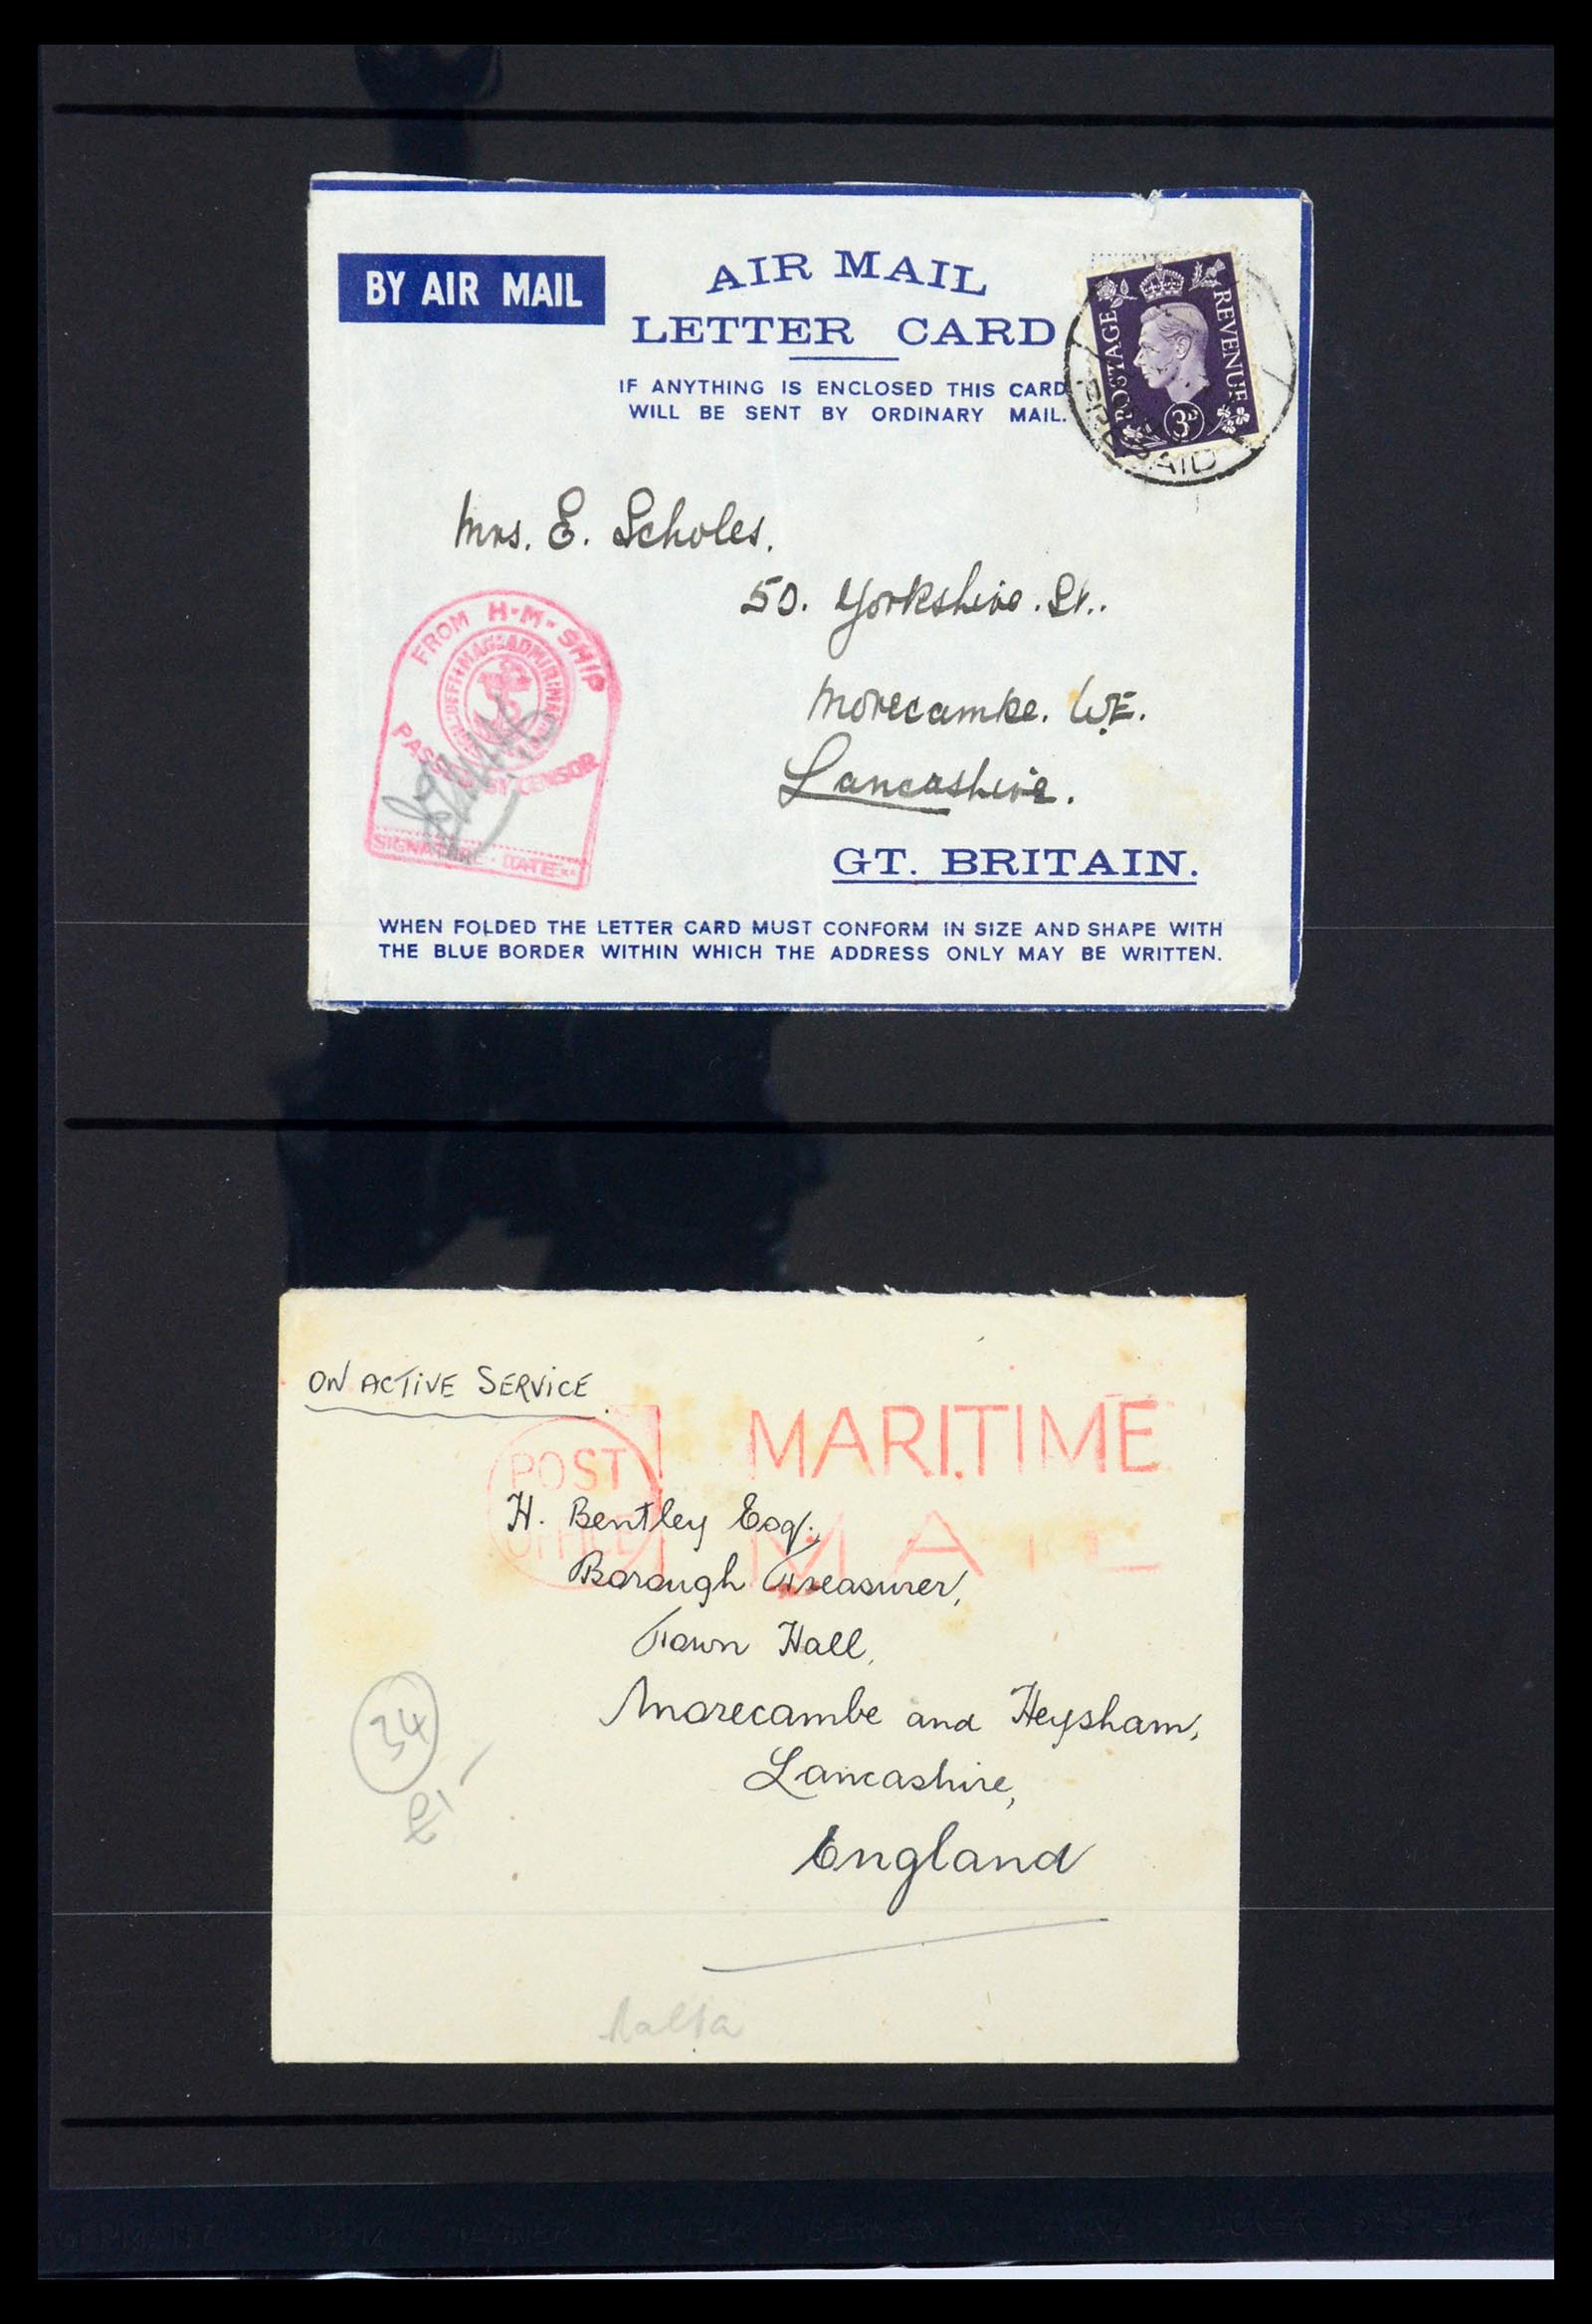 BY AIR MAIL
AIR MAIL
LETTER CARD
IF ANYTHING IS ENCLOSED THIS CARD
WILL BE SENT BY ORDINARY MAIL.
POSTAGE REVENUE
3D
Mrs. E. Scholes.
50. Yorkshire. St..
Morecambe. W.E.
Lancashire.
GT. BRITAIN.
FROM H·M·SHIP
PASSED BY CENSOR
SIGNATURE · DATE
WHEN FOLDED THE LETTER CARD MUST CONFORM IN SIZE AND SHAPE WITH
THE BLUE BORDER WITHIN WHICH THE ADDRESS ONLY MAY BE WRITTEN.
ON ACTIVE SERVICE
POST
OFFICE
MARITIME
MAIL
H. Bentley Esq.,
Borough Treasurer,
Town Hall,
Morecambe and Heysham,
Lancashire,
England
34
£1-
Malta